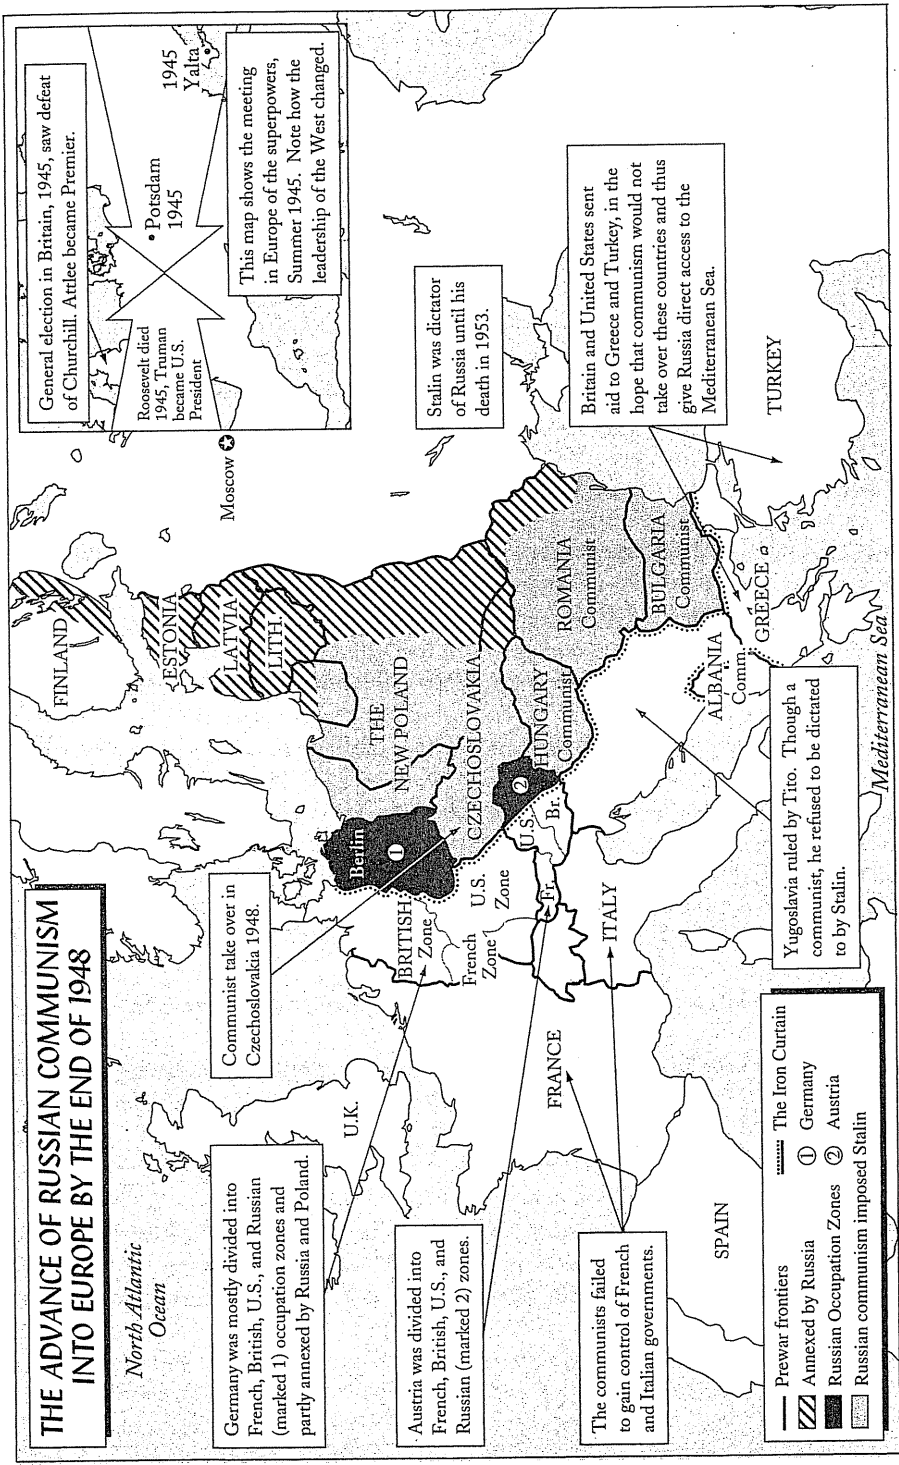 THE ADVANCE OF RUSSIAN COMMUNISM
INTO EUROPE BY THE END OF 1948
North Atlantic
Ocean
Germany was mostly divided into
French, British, U.S., and Russian
(marked 1) occupation zones and
partly annexed by Russia and Poland.
Communist take over in
Czechoslovakia 1948.
Austria was divided into
French, British, U.S., and
Russian (marked 2) zones.
The communists failed
to gain control of French
and Italian governments.
Prewar frontiers
Annexed by Russia
Russian Occupation Zones
Russian communism imposed Stalin
The Iron Curtain
① Germany
② Austria
U.K.
FRANCE
SPAIN
BRITISH
Zone
French
Zone
U.S.
Zone
Berlin
①
②
U.S.
Br.
Fr.
ITALY
FINLAND
ESTONIA
LATVIA
LITH.
THE
NEW POLAND
CZECHOSLOVAKIA
HUNGARY
Communist
ROMANIA
Communist
BULGARIA
Communist
ALBANIA
Comm.
GREECE
TURKEY
Mediterranean Sea
Moscow
Yugoslavia ruled by Tito. Though a
communist, he refused to be dictated
to by Stalin.
Stalin was dictator
of Russia until his
death in 1953.
Britain and United States sent
aid to Greece and Turkey, in the
hope that communism would not
take over these countries and thus
give Russia direct access to the
Mediterranean Sea.
General election in Britain, 1945, saw defeat
of Churchill. Attlee became Premier.
Roosevelt died
1945, Truman
became U.S.
President
Potsdam
1945
1945
Yalta
This map shows the meeting
in Europe of the superpowers,
Summer 1945. Note how the
leadership of the West changed.